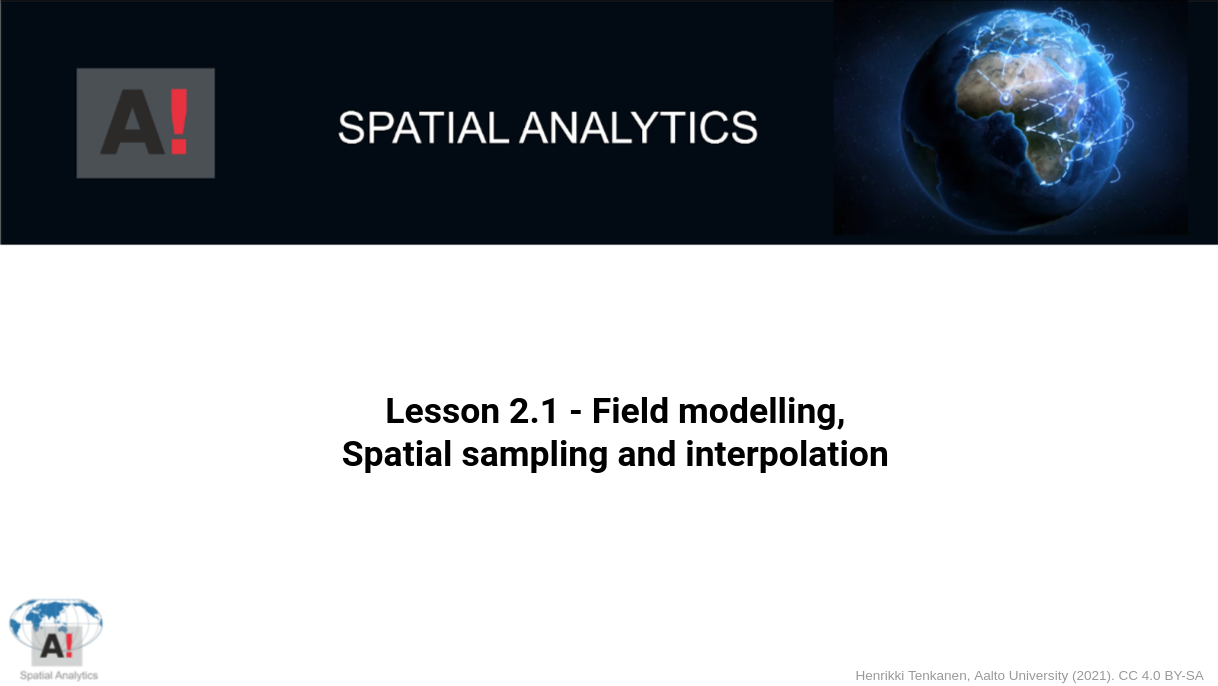 A!
SPATIAL ANALYTICS
Lesson 2.1 - Field modelling,
Spatial sampling and interpolation
A!
Spatial Analytics
Henrikki Tenkanen, Aalto University (2021). CC 4.0 BY-SA